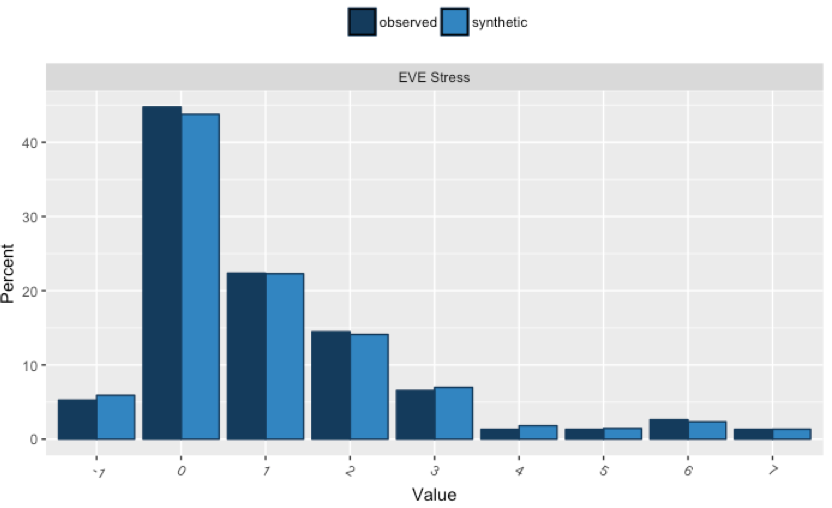 observed synthetic
EVE Stress
40
30
20
10
0
Percent
-1 0 1 2 3 4 5 6 7
Value